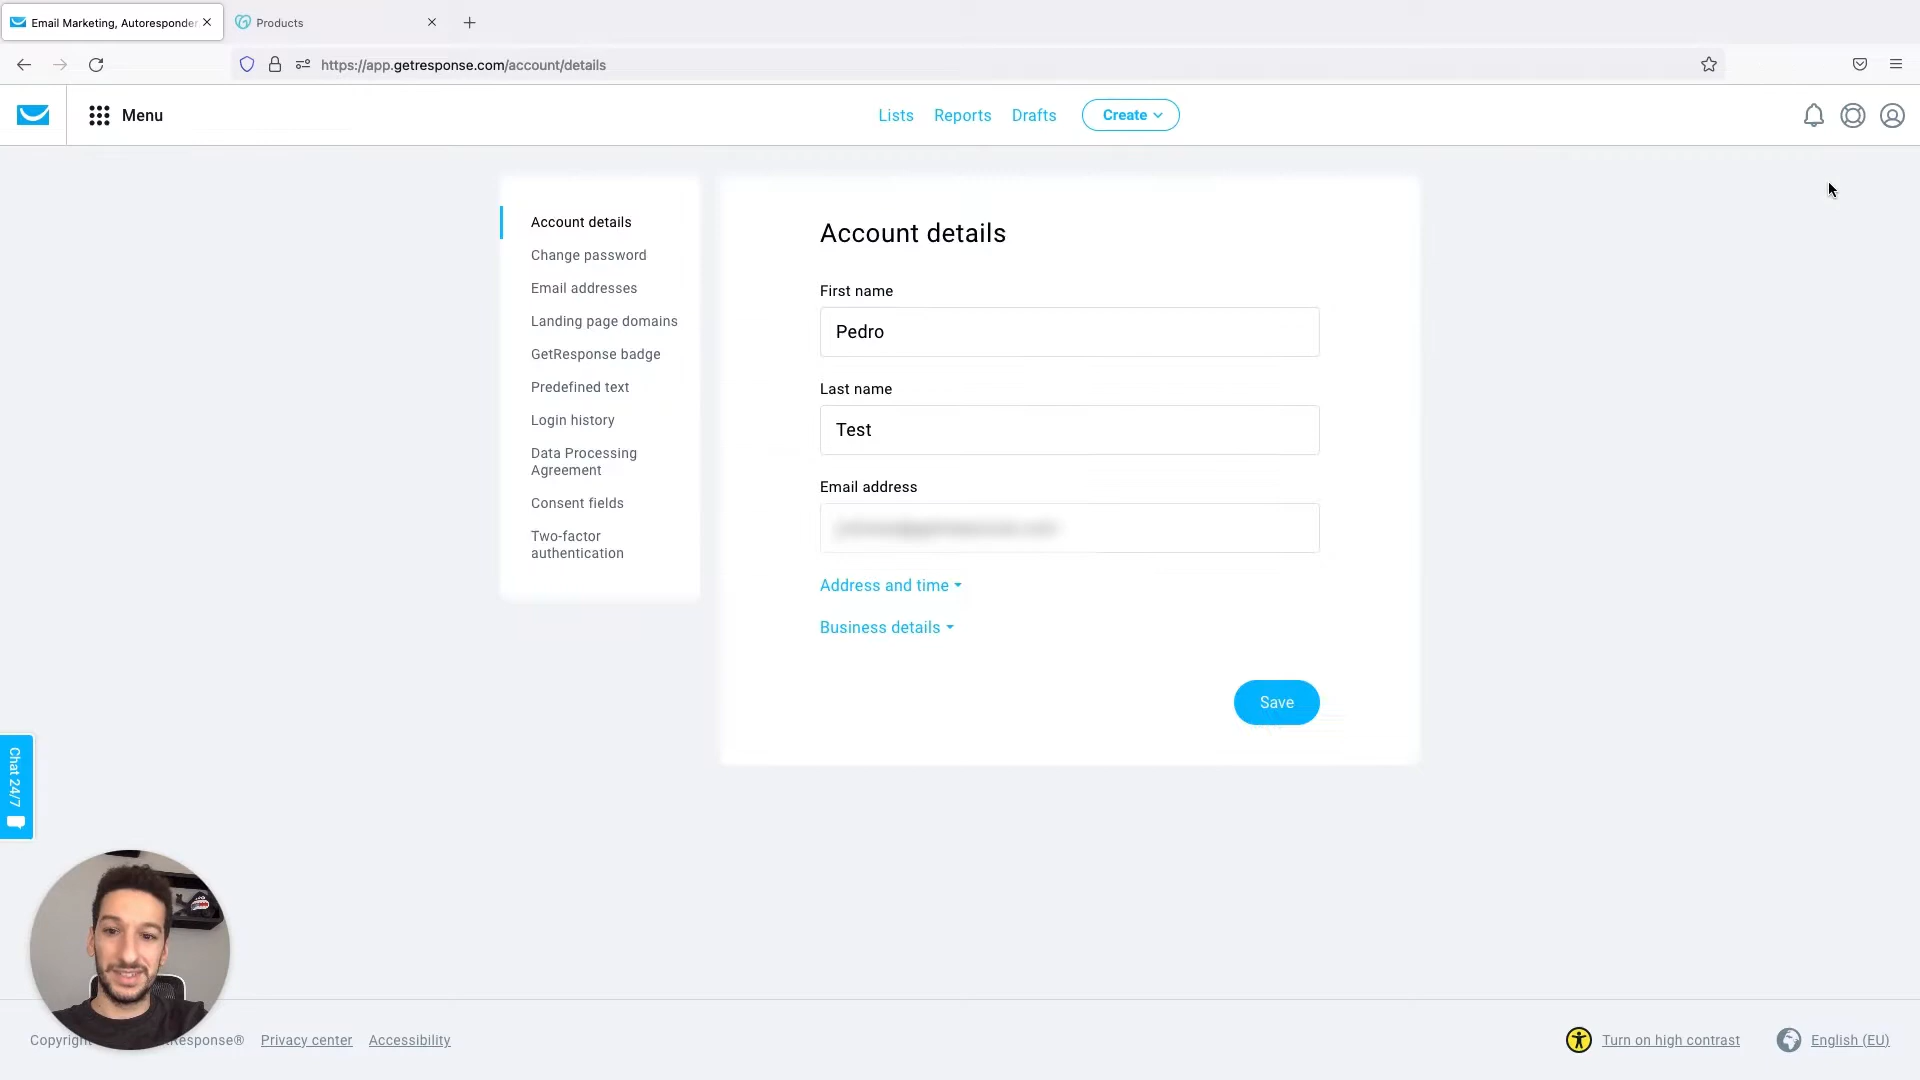 Email Marketing, Autoresponder
Products
https://app.getresponse.com/account/details
Menu
Lists
Reports
Drafts
Create
Account details
Change password
Email addresses
Landing page domains
GetResponse badge
Predefined text
Login history
Data Processing
Agreement
Consent fields
Two-factor
authentication
Account details
First name
Pedro
Last name
Test
Email address
Address and time
Business details
Save
Chat 24/7
Privacy center
Accessibility
Turn on high contrast
English (EU)